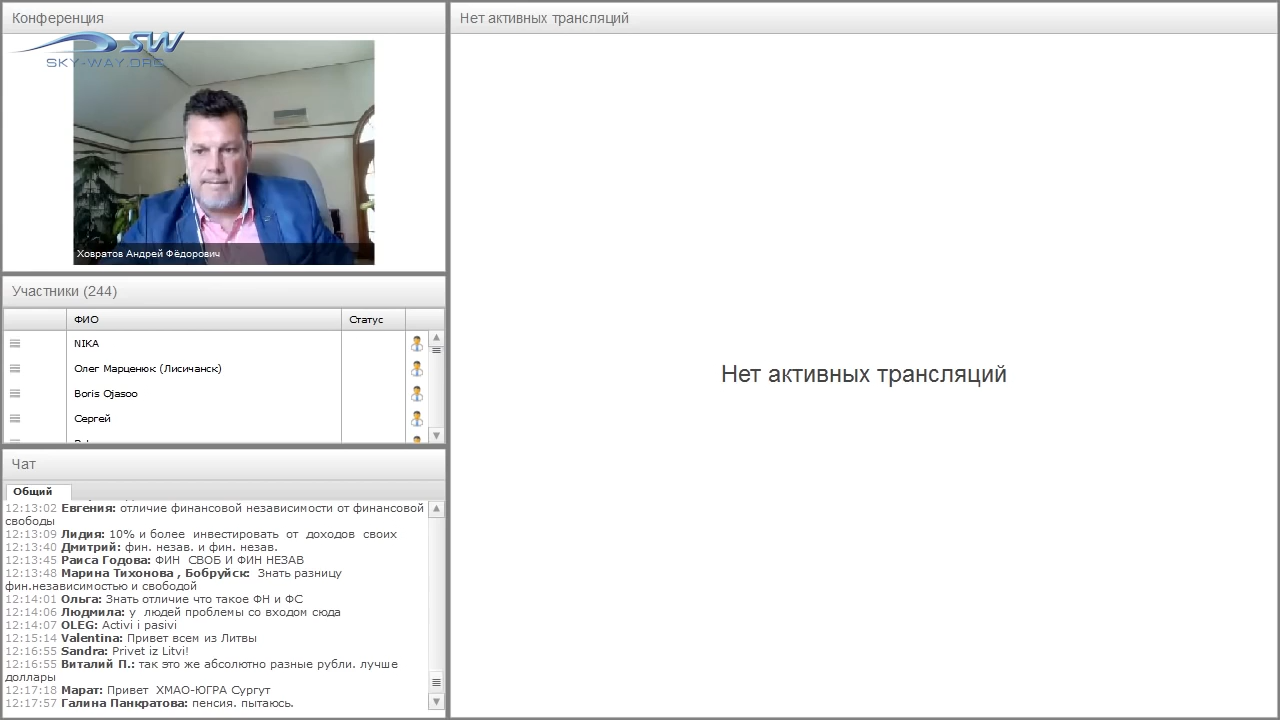 Конференция
SW
SKY-WAY.ORG
Ховратов Андрей Фёдорович
Участники (244)
ФИО Статус
NIKA
Олег Марценюк (Лисичанск)
Boris Ojasoo
Сергей
Чат
Общий
12:13:02 Евгения: отличие финансовой независимости от финансовой
свободы
12:13:09 Лидия: 10% и более инвестировать от доходов своих
12:13:40 Дмитрий: фин. незав. и фин. незав.
12:13:45 Раиса Годова: ФИН СВОБ И ФИН НЕЗАВ
12:13:48 Марина Тихонова , Бобруйск: Знать разницу
фин.независимостью и свободой
12:14:01 Ольга: Знать отличие что такое ФН и ФС
12:14:06 Людмила: у людей проблемы со входом сюда
12:14:07 OLEG: Activi i pasivi
12:15:14 Valentina: Привет всем из Литвы
12:16:55 Sandra: Privet iz Litvi!
12:16:55 Виталий П.: так это же абсолютно разные рубли. лучше
доллары
12:17:18 Марат: Привет ХМАО-ЮГРА Сургут
12:17:57 Галина Панкратова: пенсия. пытаюсь.
Нет активных трансляций
Нет активных трансляций